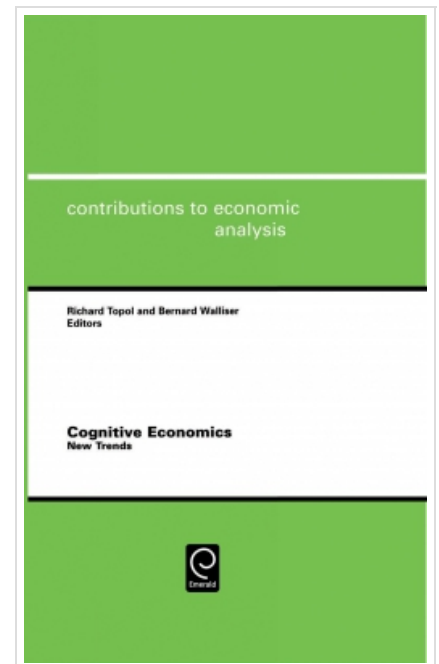 contributions to economic
analysis
Richard Topol and Bernard Walliser
Editors
Cognitive Economics
New Trends
Emerald